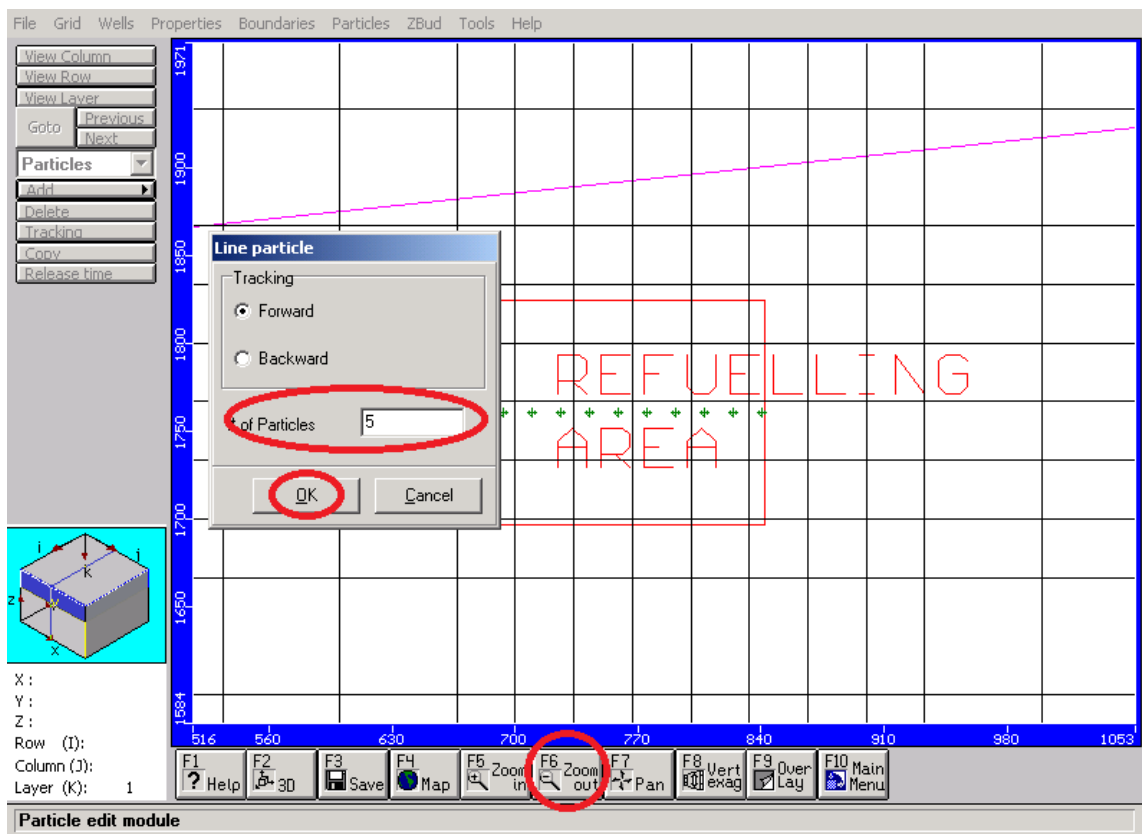 File Grid Wells Properties Boundaries Particles ZBud Tools Help
View Column
View Row
View Layer
Goto
Previous
Next
Particles
Add
Delete
Tracking
Copy
Release time
1971
1900
1850
1800
1750
1700
1650
1584
Line particle
Tracking
Forward
Backward
of Particles 5
OK
Cancel
REFUELLING
AREA
i
j
k
z
y
x
X :
Y :
Z :
Row (I):
Column (J):
Layer (K): 1
516 560 630 700 770 840 910 980 1053
F1 ? Help
F2 3D
F3 Save
F4 Map
F5 Zoom in
F6 Zoom out
F7 Pan
F8 Vert exag
F9 Over Lay
F10 Main Menu
Particle edit module